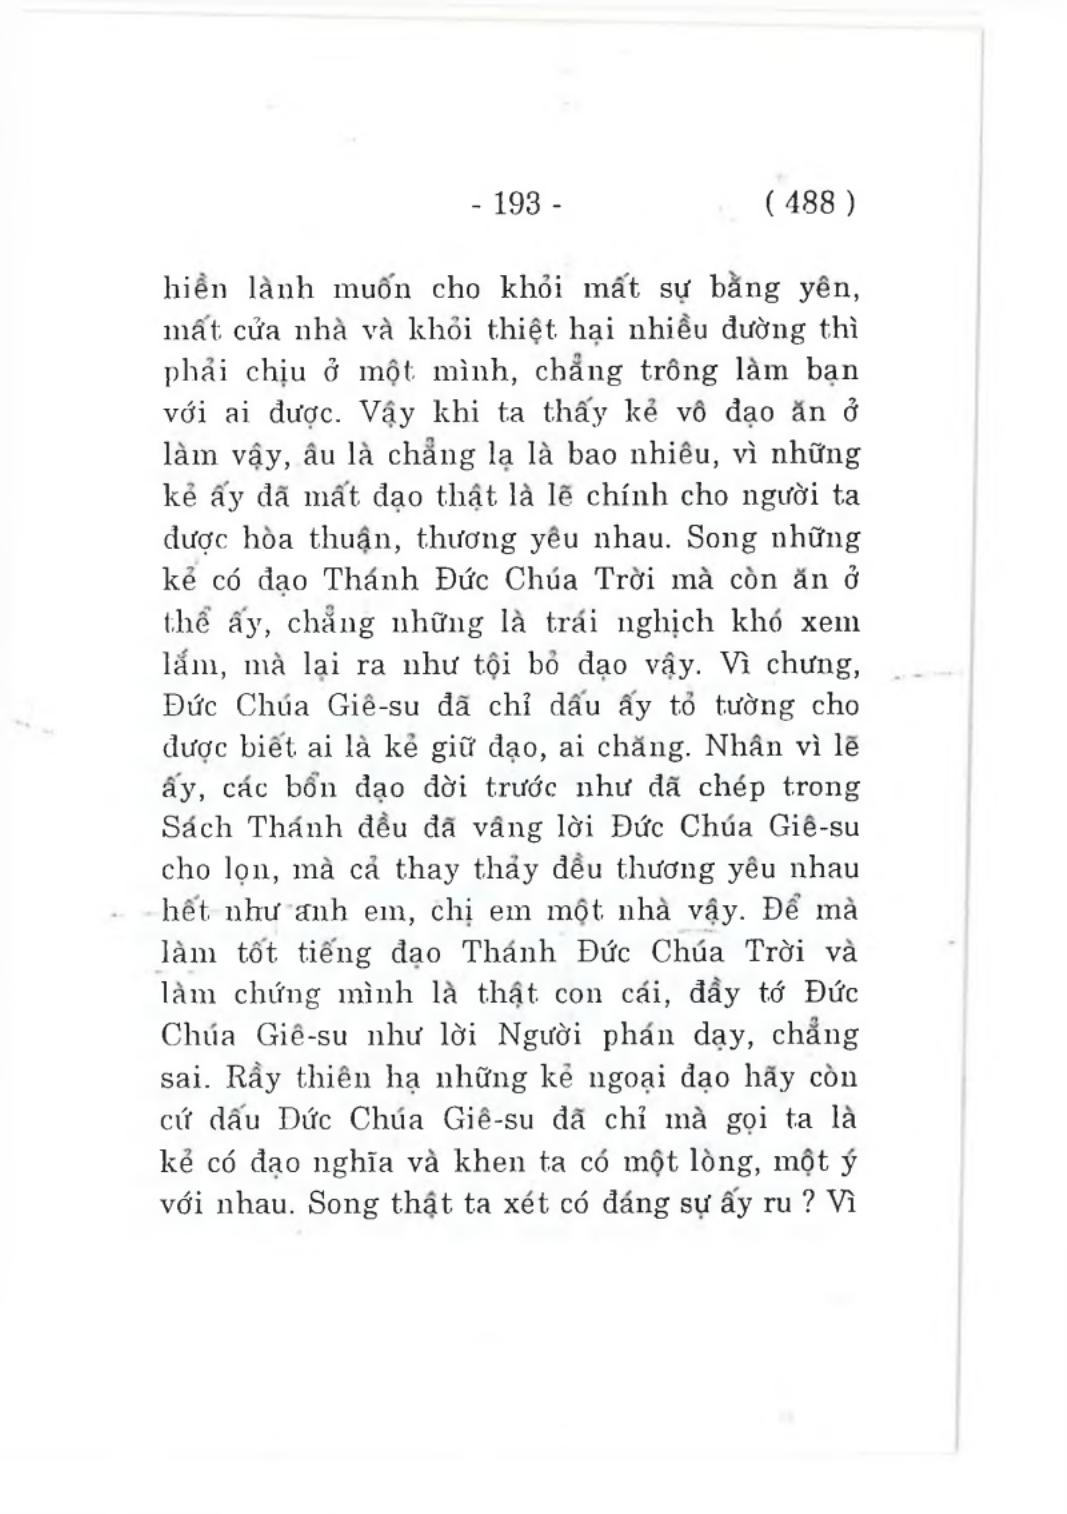 - 193 - ( 488 )
hiền lành muốn cho khỏi mất sự bằng yên,
mất cửa nhà và khỏi thiệt hại nhiều đường thì
phải chịu ở một mình, chẳng trông làm bạn
với ai được. Vậy khi ta thấy kẻ vô đạo ăn ở
làm vậy, âu là chẳng lạ là bao nhiêu, vì những
kẻ ấy đã mất đạo thật là lẽ chính cho người ta
được hòa thuận, thương yêu nhau. Song những
kẻ có đạo Thánh Đức Chúa Trời mà còn ăn ở
thể ấy, chẳng những là trái nghịch khó xem
lắm, mà lại ra như tội bỏ đạo vậy. Vì chưng,
Đức Chúa Giê-su đã chỉ dấu ấy tỏ tường cho
được biết ai là kẻ giữ đạo, ai chăng. Nhân vì lẽ
ấy, các bổn đạo đời trước như đã chép trong
Sách Thánh đều đã vâng lời Đức Chúa Giê-su
cho lọn, mà cả thay thảy đều thương yêu nhau
hết như anh em, chị em một nhà vậy. Để mà
làm tốt tiếng đạo Thánh Đức Chúa Trời và
làm chứng mình là thật con cái, đầy tớ Đức
Chúa Giê-su như lời Người phán dạy, chẳng
sai. Rầy thiên hạ những kẻ ngoại đạo hãy còn
cứ dấu Đức Chúa Giê-su đã chỉ mà gọi ta là
kẻ có đạo nghĩa và khen ta có một lòng, một ý
với nhau. Song thật ta xét có đáng sự ấy ru ? Vì